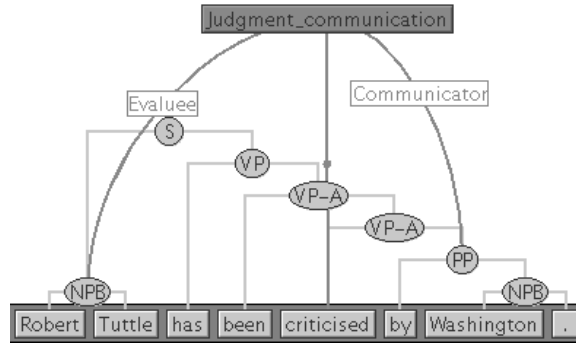 Judgment_communication
Evaluee
Communicator
S
VP
VP-A
VP-A
PP
NPB
NPB
Robert Tuttle has been criticised by Washington .